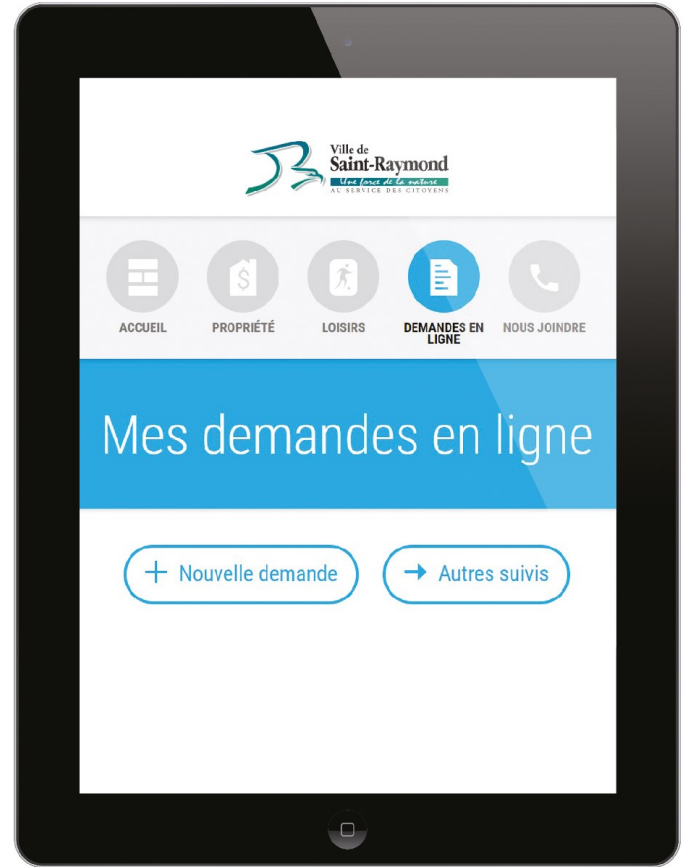 Ville de
Saint-Raymond
Une force de la nature
AU SERVICE DES CITOYENS
$
ACCUEIL
PROPRIÉTÉ
LOISIRS
DEMANDES EN
LIGNE
NOUS JOINDRE
Mes demandes en ligne
+ Nouvelle demande
→ Autres suivis